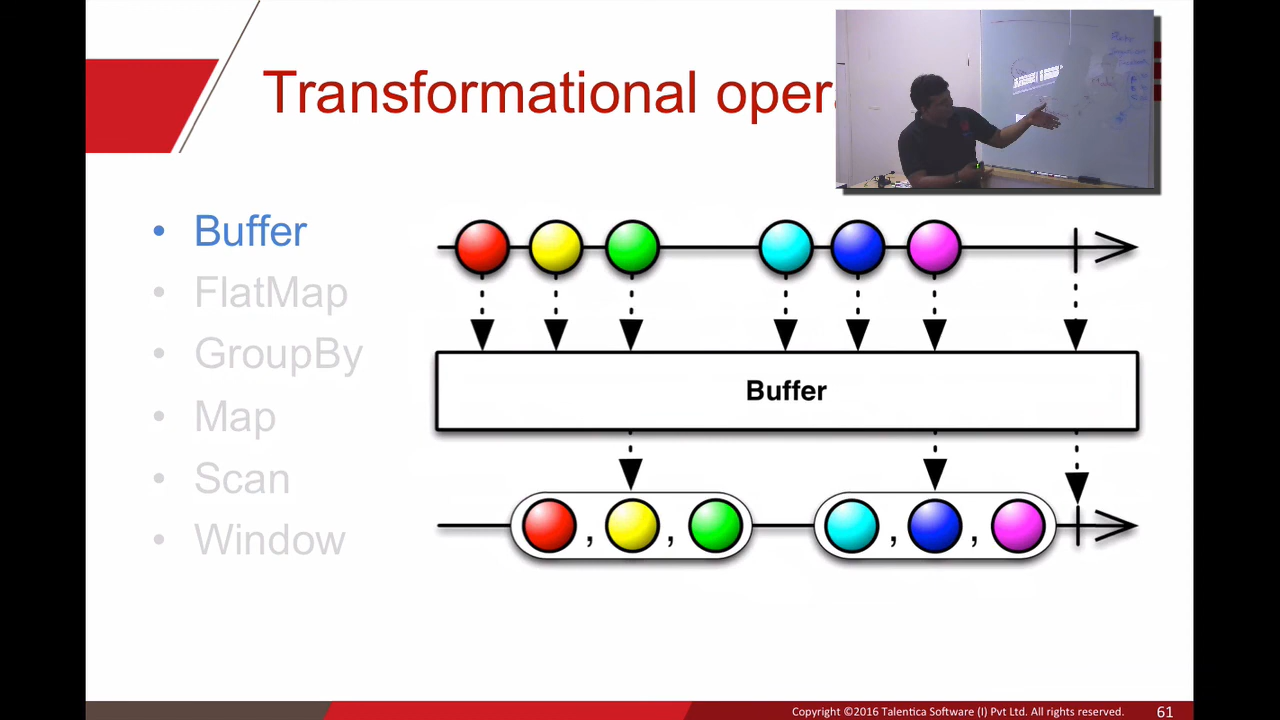 Transformational oper
• Buffer
• FlatMap
• GroupBy
• Map
• Scan
• Window
Buffer
, ,
, ,
Copyright ©2016 Talentica Software (I) Pvt Ltd. All rights reserved.
61